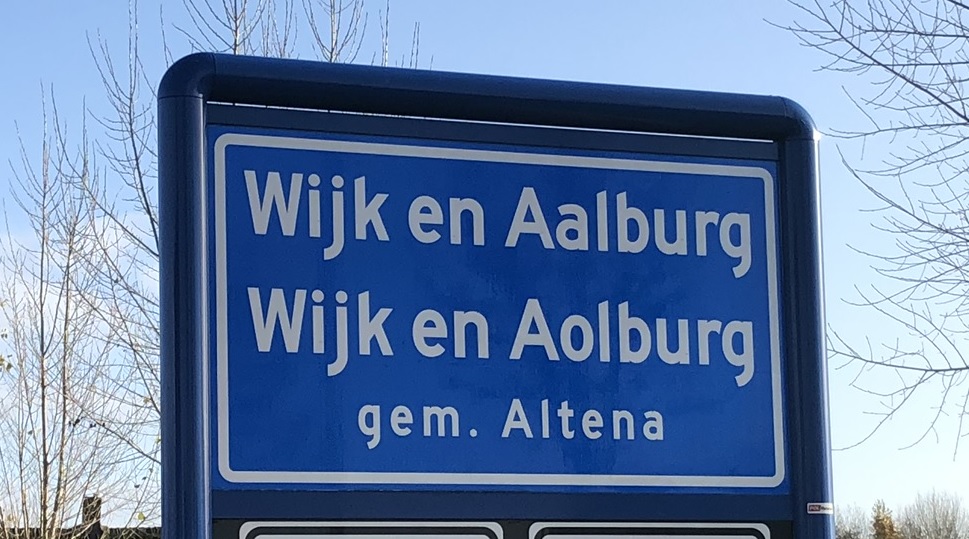 Wijk en Aalburg
Wijk en Aolburg
gem. Altena